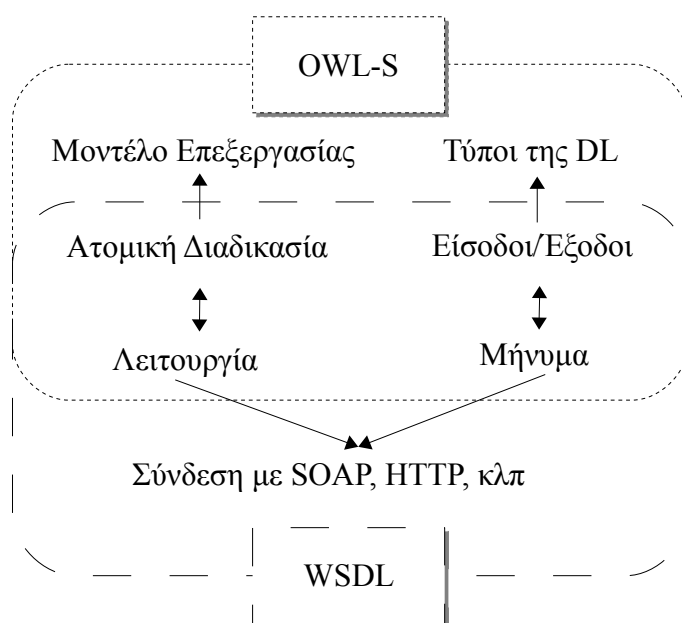 OWL-S
Μοντέλο Επεξεργασίας Τύποι της DL
Ατομική Διαδικασία Είσοδοι/Έξοδοι
Λειτουργία Μήνυμα
Σύνδεση με SOAP, HTTP, κλπ
WSDL